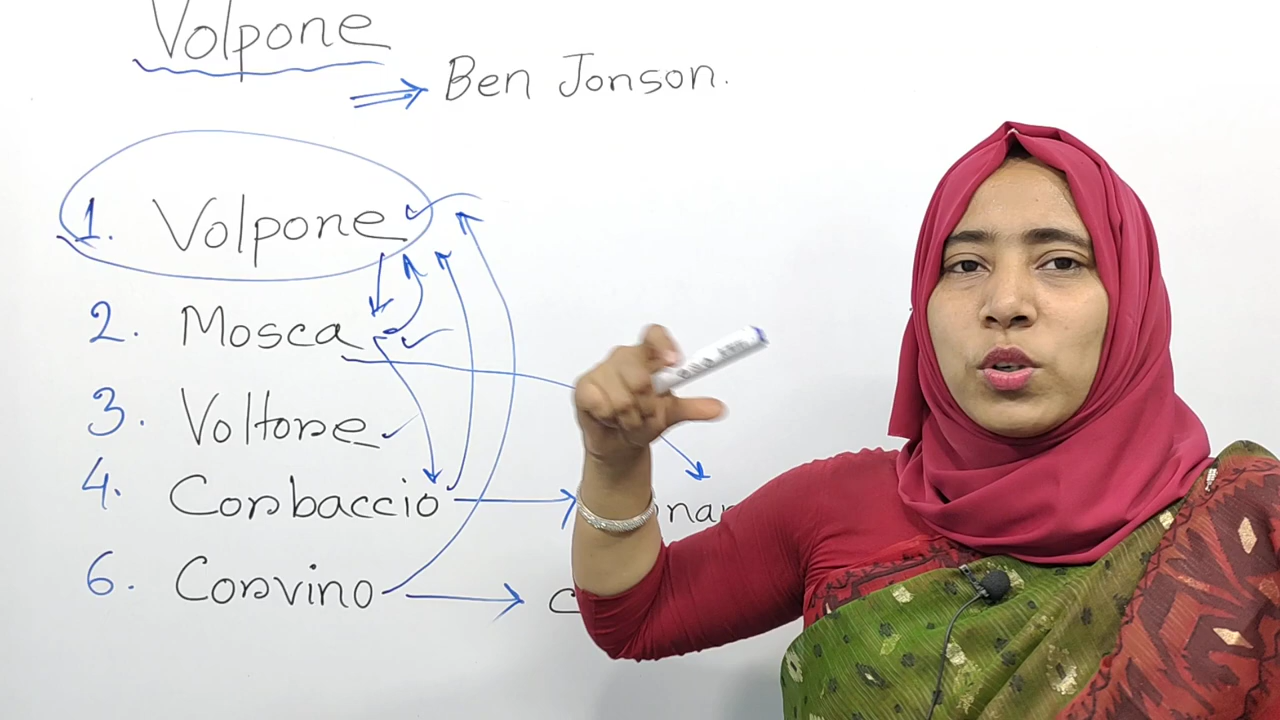 Volpone
Ben Jonson.
1. Volpone
2. Mosca
3. Voltore
4. Corbaccio
6. Corvino